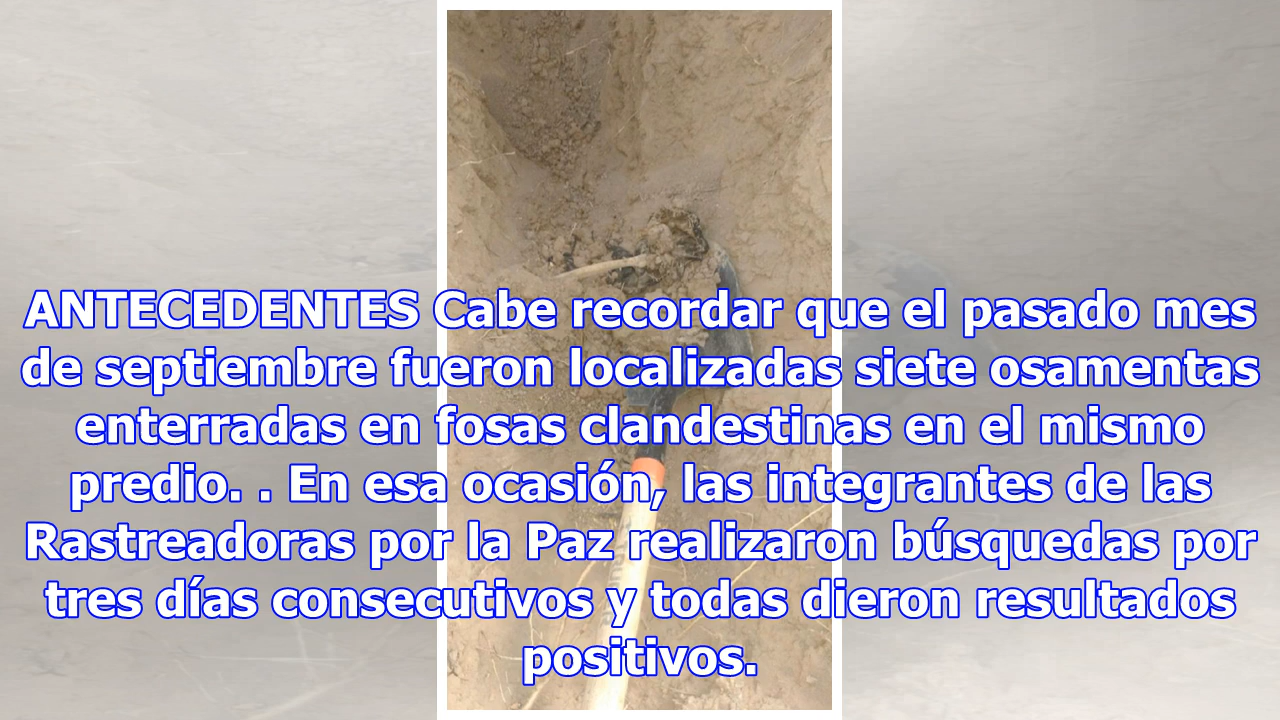 ANTECEDENTES Cabe recordar que el pasado mes
de septiembre fueron localizadas siete osamentas
enterradas en fosas clandestinas en el mismo
predio. . En esa ocasión, las integrantes de las
Rastreadoras por la Paz realizaron búsquedas por
tres días consecutivos y todas dieron resultados
positivos.